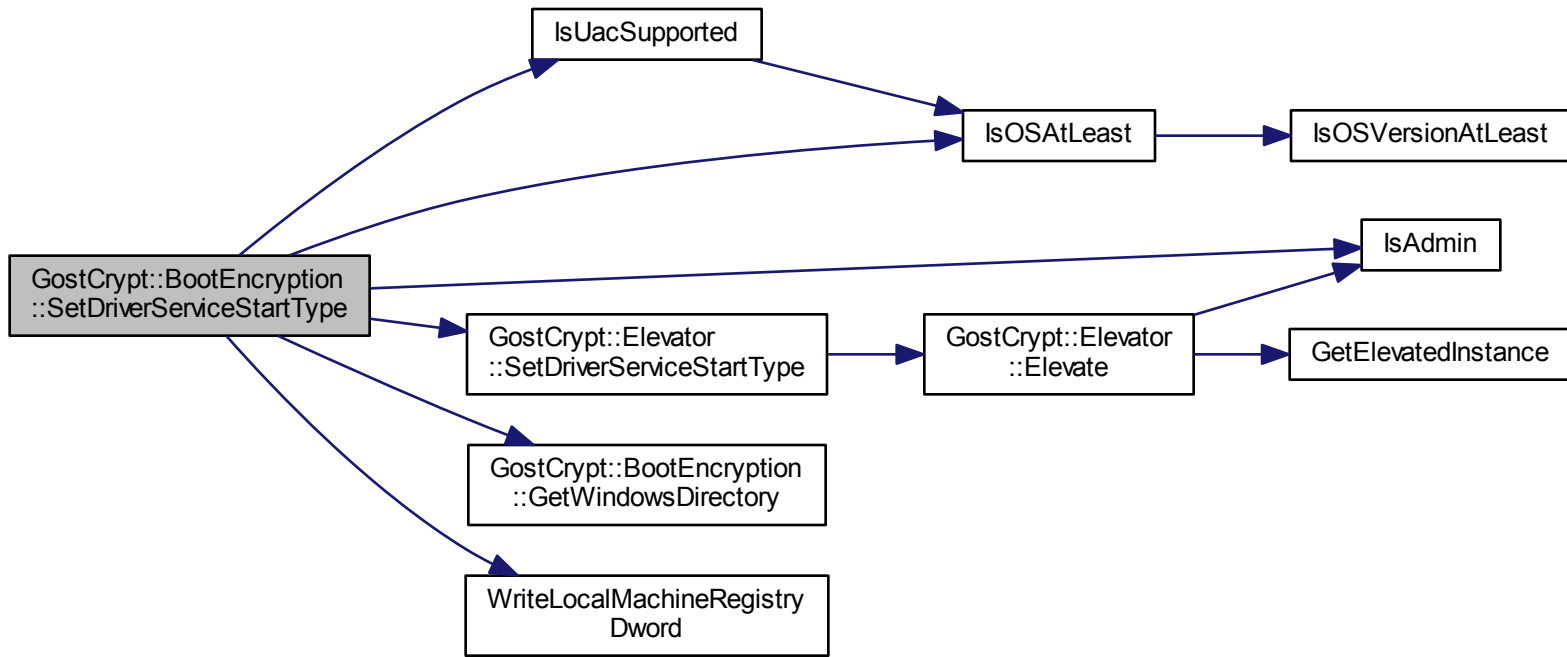 IsUacSupported
IsOSAtLeast
IsOSVersionAtLeast
IsAdmin
GostCrypt::BootEncryption
::SetDriverServiceStartType
GostCrypt::Elevator
::SetDriverServiceStartType
GostCrypt::Elevator
::Elevate
GetElevatedInstance
GostCrypt::BootEncryption
::GetWindowsDirectory
WriteLocalMachineRegistry
Dword